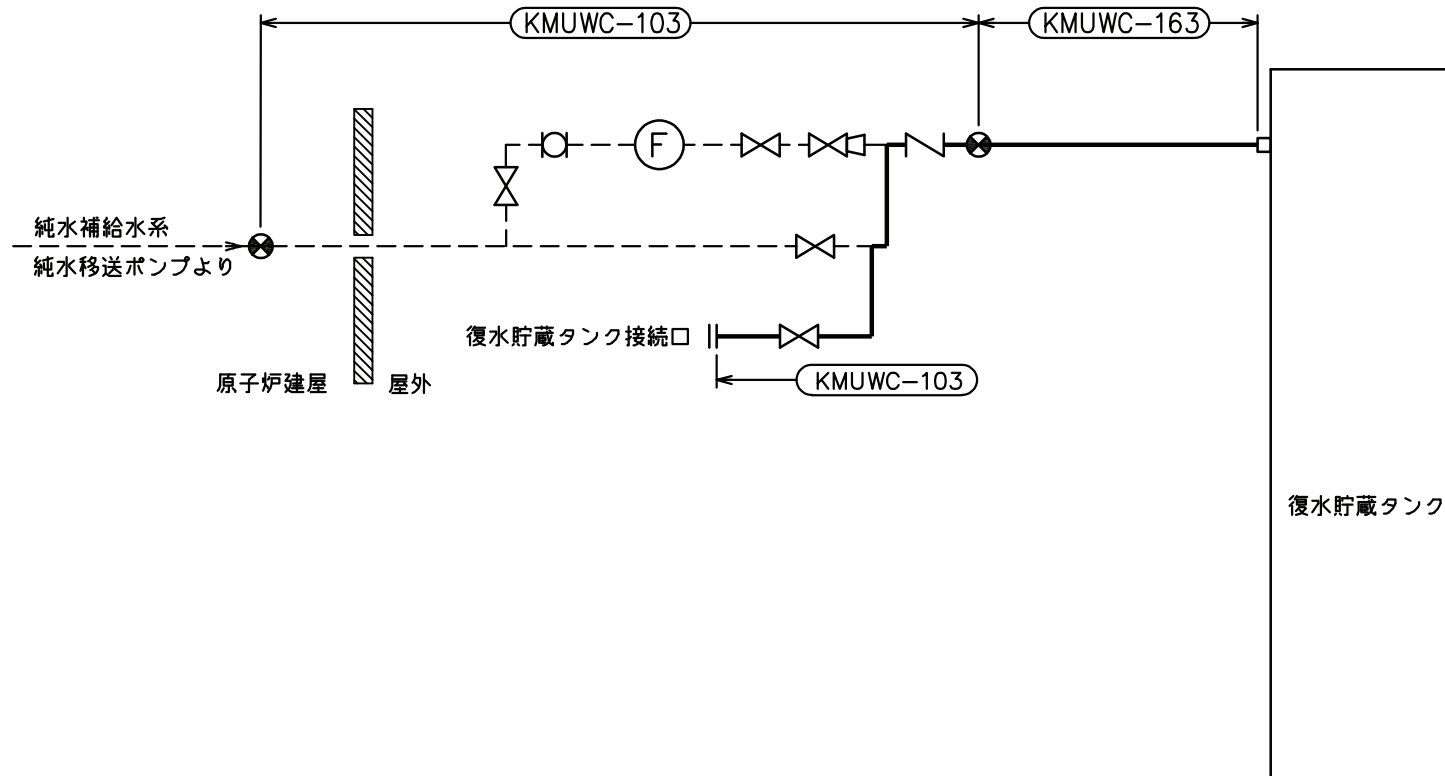 KMUWC-103
KMUWC-163
F
純水補給水系
純水移送ポンプより
復水貯蔵タンク接続口
原子炉建屋
屋外
KMUWC-103
復水貯蔵タンク